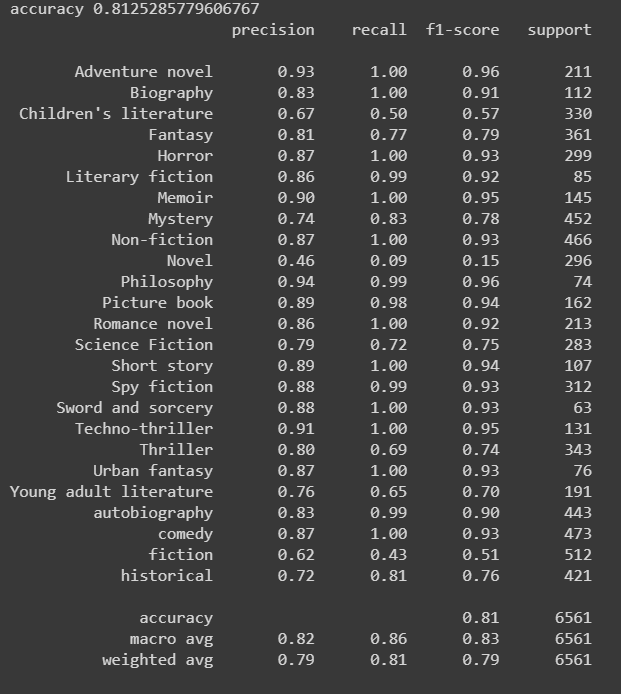 accuracy 0.8125285779606767
precision recall f1-score support
Adventure novel 0.93 1.00 0.96 211
Biography 0.83 1.00 0.91 112
Children's literature 0.67 0.50 0.57 330
Fantasy 0.81 0.77 0.79 361
Horror 0.87 1.00 0.93 299
Literary fiction 0.86 0.99 0.92 85
Memoir 0.90 1.00 0.95 145
Mystery 0.74 0.83 0.78 452
Non-fiction 0.87 1.00 0.93 466
Novel 0.46 0.09 0.15 296
Philosophy 0.94 0.99 0.96 74
Picture book 0.89 0.98 0.94 162
Romance novel 0.86 1.00 0.92 213
Science Fiction 0.79 0.72 0.75 283
Short story 0.89 1.00 0.94 107
Spy fiction 0.88 0.99 0.93 312
Sword and sorcery 0.88 1.00 0.93 63
Techno-thriller 0.91 1.00 0.95 131
Thriller 0.80 0.69 0.74 343
Urban fantasy 0.87 1.00 0.93 76
Young adult literature 0.76 0.65 0.70 191
autobiography 0.83 0.99 0.90 443
comedy 0.87 1.00 0.93 473
fiction 0.62 0.43 0.51 512
historical 0.72 0.81 0.76 421
accuracy 0.81 6561
macro avg 0.82 0.86 0.83 6561
weighted avg 0.79 0.81 0.79 6561